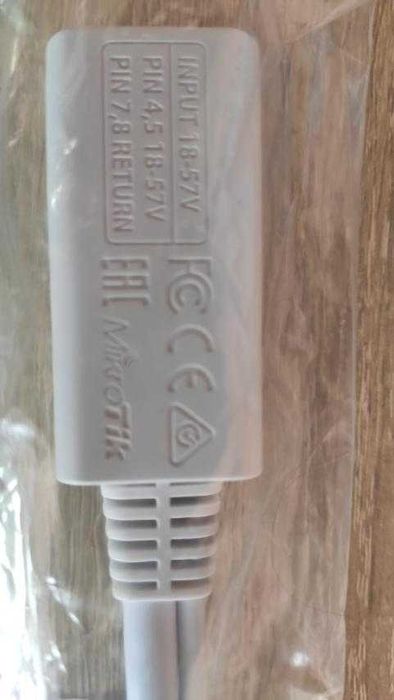 INPUT 18-57V
PIN 4,5 18-57V
PIN 7,8 RETURN
FC CE
EAC
MikroTik